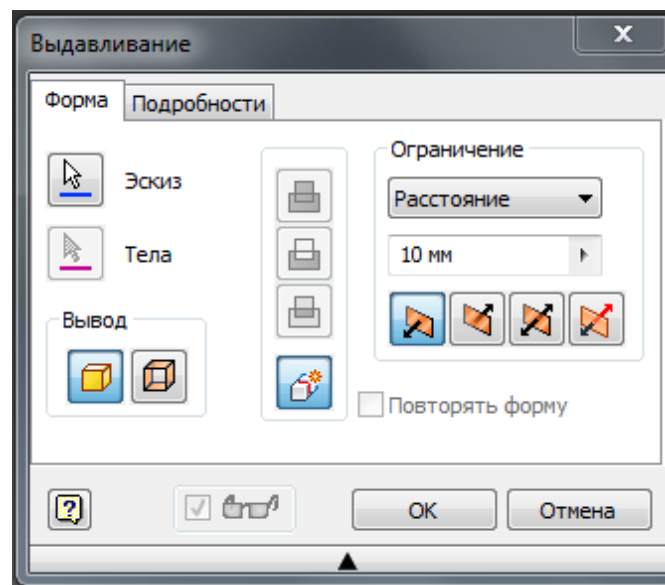 Выдавливание
Форма
Подробности
Эскиз
Тела
Вывод
Ограничение
Расстояние
10 мм
Повторять форму
OK
Отмена